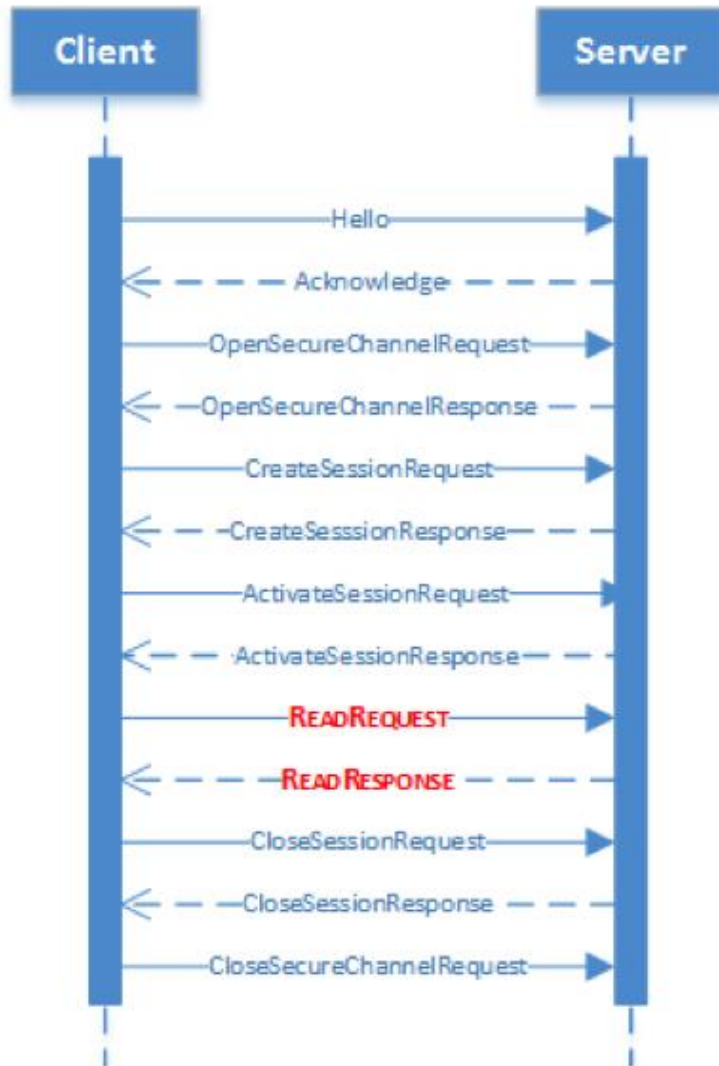 Client
Server
Hello
Acknowledge
OpenSecureChannelRequest
OpenSecureChannelResponse
CreateSessionRequest
CreateSesssionResponse
ActivateSessionRequest
ActivateSessionResponse
READREQUEST
READRESPONSE
CloseSessionRequest
CloseSessionResponse
CloseSecureChannelRequest